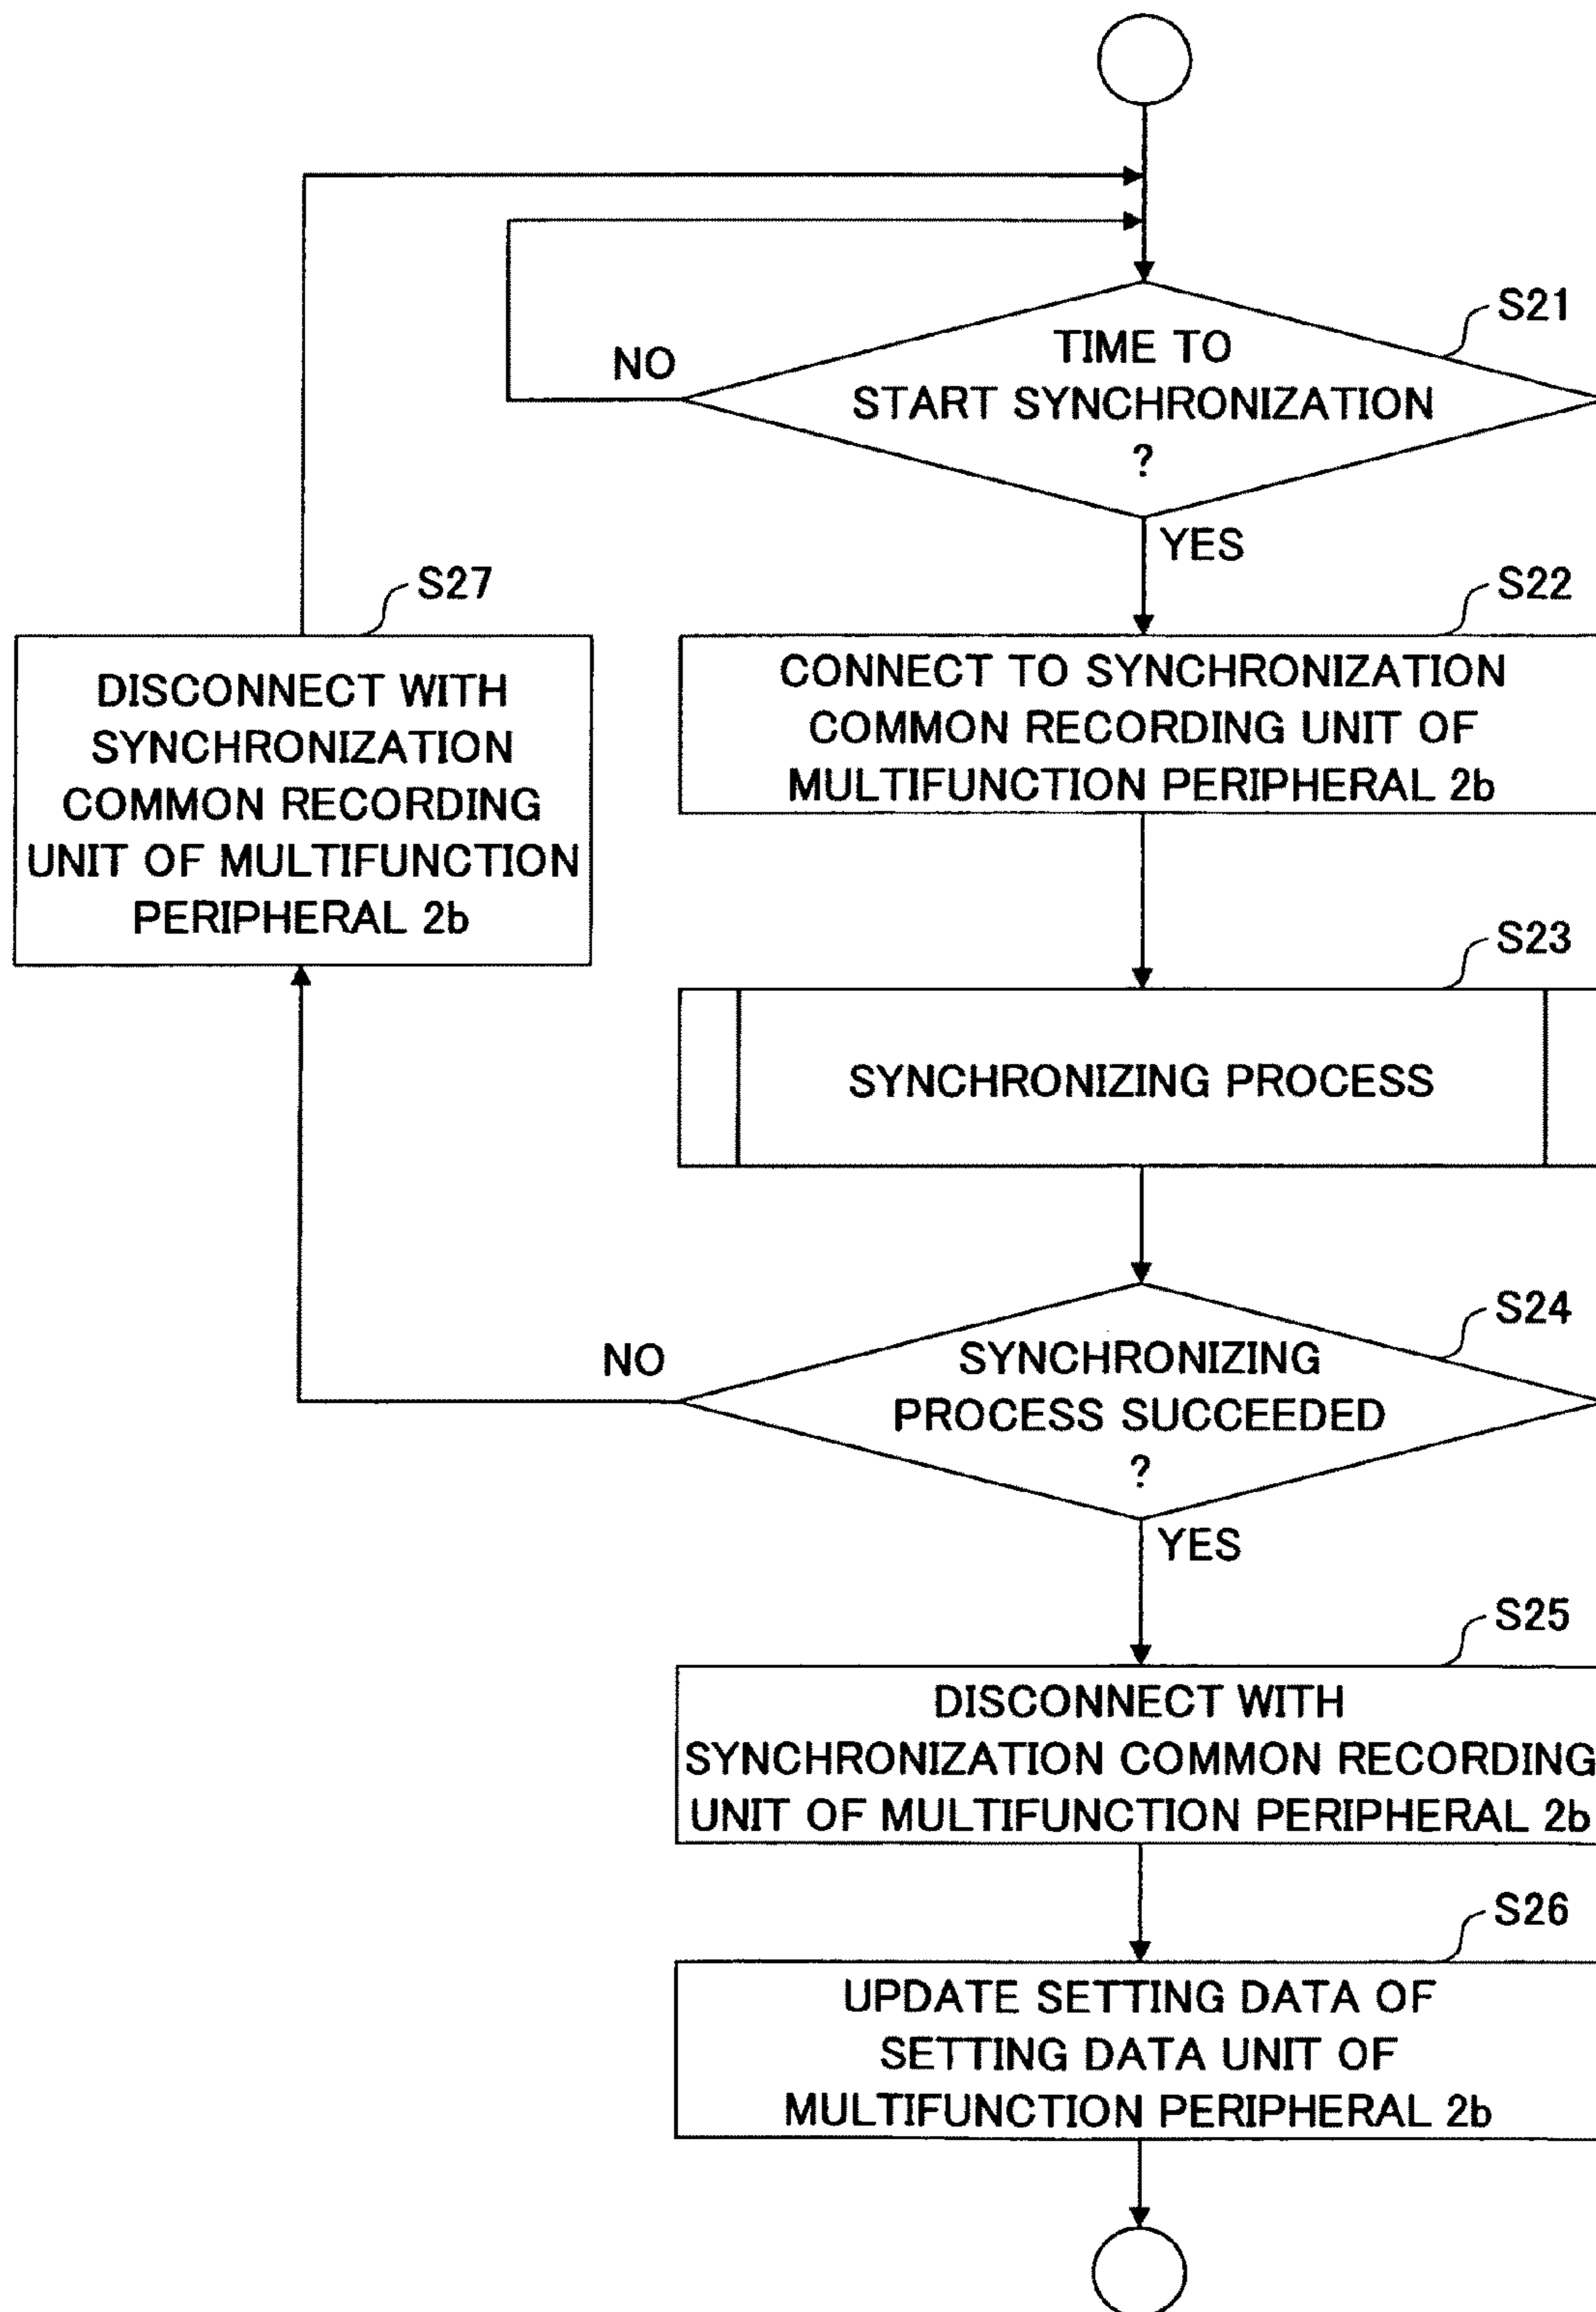 S21
TIME TO
START SYNCHRONIZATION
?
NO
YES
S27
DISCONNECT WITH
SYNCHRONIZATION
COMMON RECORDING
UNIT OF MULTIFUNCTION
PERIPHERAL 2b
S22
CONNECT TO SYNCHRONIZATION
COMMON RECORDING UNIT OF
MULTIFUNCTION PERIPHERAL 2b
S23
SYNCHRONIZING PROCESS
S24
SYNCHRONIZING
PROCESS SUCCEEDED
?
NO
YES
S25
DISCONNECT WITH
SYNCHRONIZATION COMMON RECORDING
UNIT OF MULTIFUNCTION PERIPHERAL 2b
S26
UPDATE SETTING DATA OF
SETTING DATA UNIT OF
MULTIFUNCTION PERIPHERAL 2b